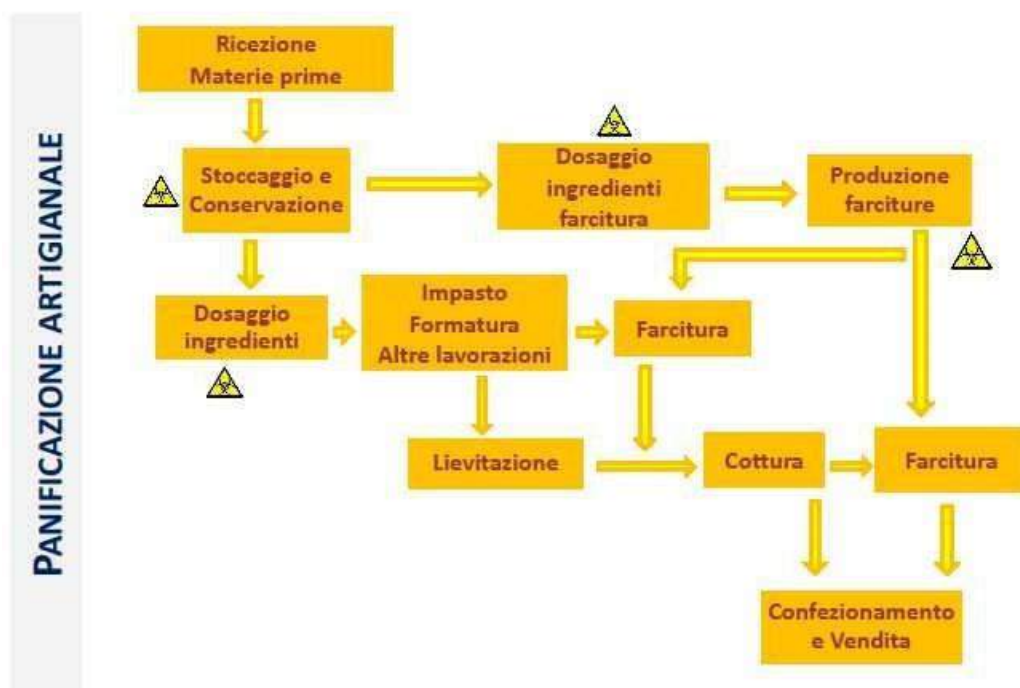 PANIFICAZIONE ARTIGIANALE
Ricezione
Materie prime
Stoccaggio e
Conservazione
Dosaggio
ingredienti
farcitura
Produzione
farciture
Dosaggio
ingredienti
Impasto
Formatura
Altre lavorazioni
Farcitura
Lievitazione
Cottura
Farcitura
Confezionamento
e Vendita